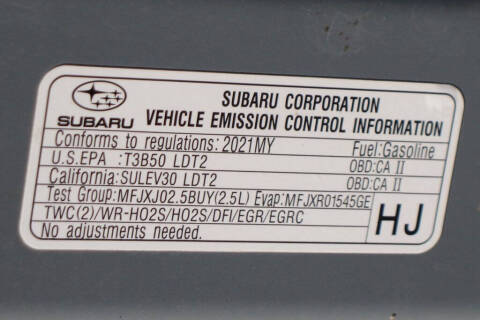 SUBARU
SUBARU CORPORATION
VEHICLE EMISSION CONTROL INFORMATION
Conforms to regulations: 2021MY Fuel:Gasoline
U.S.EPA :T3B50 LDT2 OBD:CA II
California:SULEV30 LDT2 OBD:CA II
Test Group:MFJXJ02.5BUY(2.5L) Evap:MFJXR01545GE
TWC(2)/WR-HO2S/HO2S/DFI/EGR/EGRC
No adjustments needed.
HJ